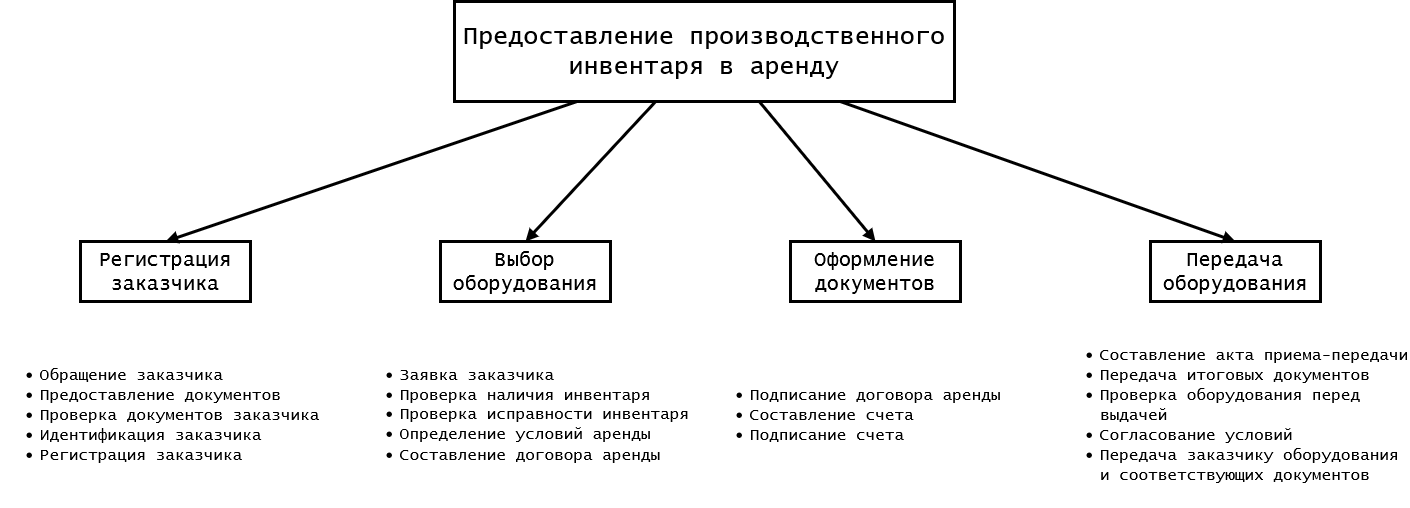 Предоставление производственного
инвентаря в аренду
Регистрация
заказчика
Выбор
оборудования
Оформление
документов
Передача
оборудования
• Обращение заказчика
• Предоставление документов
• Проверка документов заказчика
• Идентификация заказчика
• Регистрация заказчика
• Заявка заказчика
• Проверка наличия инвентаря
• Проверка исправности инвентаря
• Определение условий аренды
• Составление договора аренды
• Подписание договора аренды
• Составление счета
• Подписание счета
• Составление акта приема-передачи
• Передача итоговых документов
• Проверка оборудования перед
выдачей
• Согласование условий
• Передача заказчику оборудования
и соответствующих документов